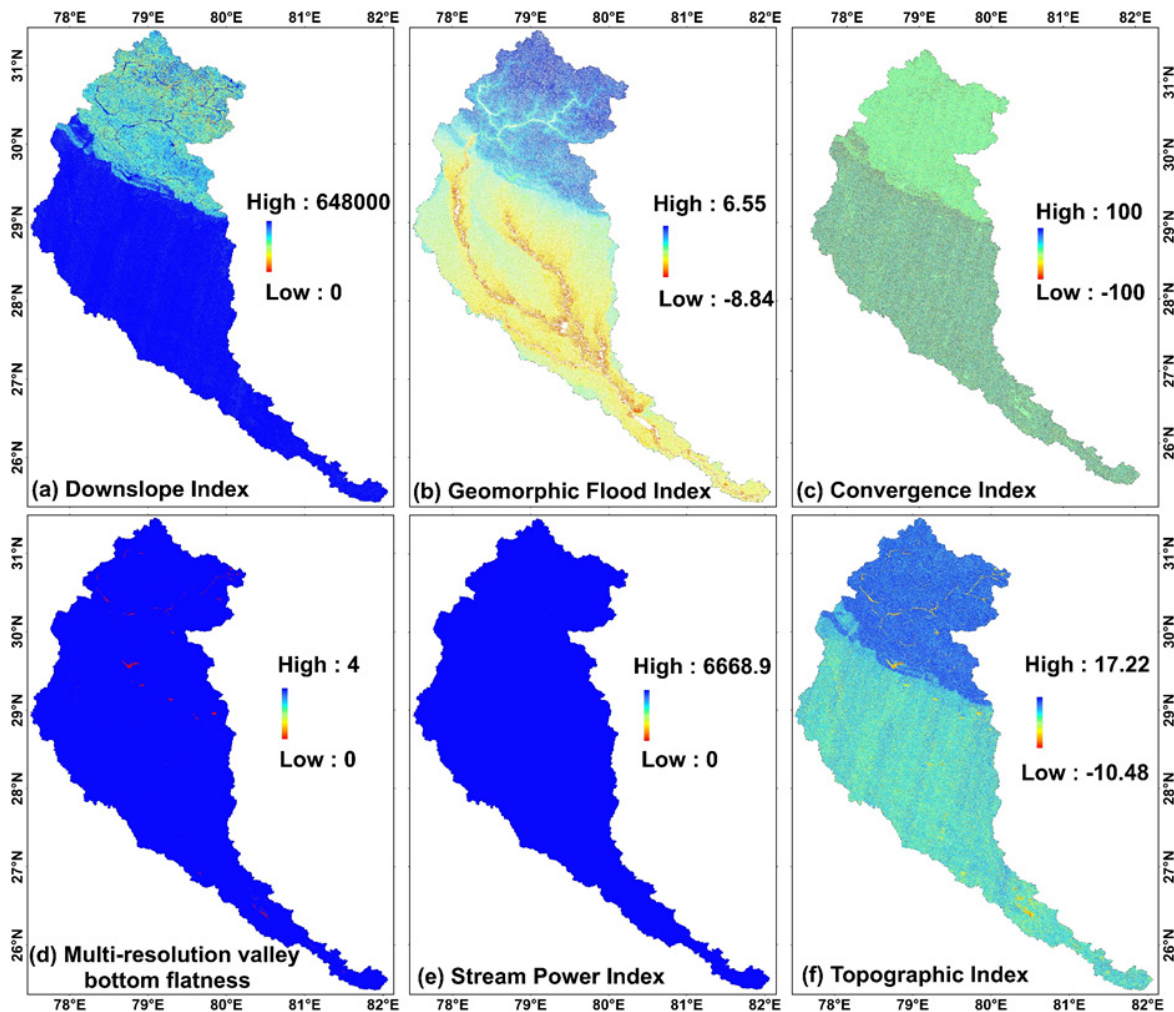 78°E 79°E 80°E 81°E 82°E 78°E 79°E 80°E 81°E 82°E 78°E 79°E 80°E 81°E 82°E
31°N 30°N 29°N 28°N 27°N 26°N
High : 648000
Low : 0
(a) Downslope Index
High : 6.55
Low : -8.84
(b) Geomorphic Flood Index
High : 100
Low : -100
(c) Convergence Index
31°N 30°N 29°N 28°N 27°N 26°N
31°N 30°N 29°N 28°N 27°N 26°N
High : 4
Low : 0
(d) Multi-resolution valley
bottom flatness
High : 6668.9
Low : 0
(e) Stream Power Index
High : 17.22
Low : -10.48
(f) Topographic Index
31°N 30°N 29°N 28°N 27°N 26°N
78°E 79°E 80°E 81°E 82°E 78°E 79°E 80°E 81°E 82°E 78°E 79°E 80°E 81°E 82°E